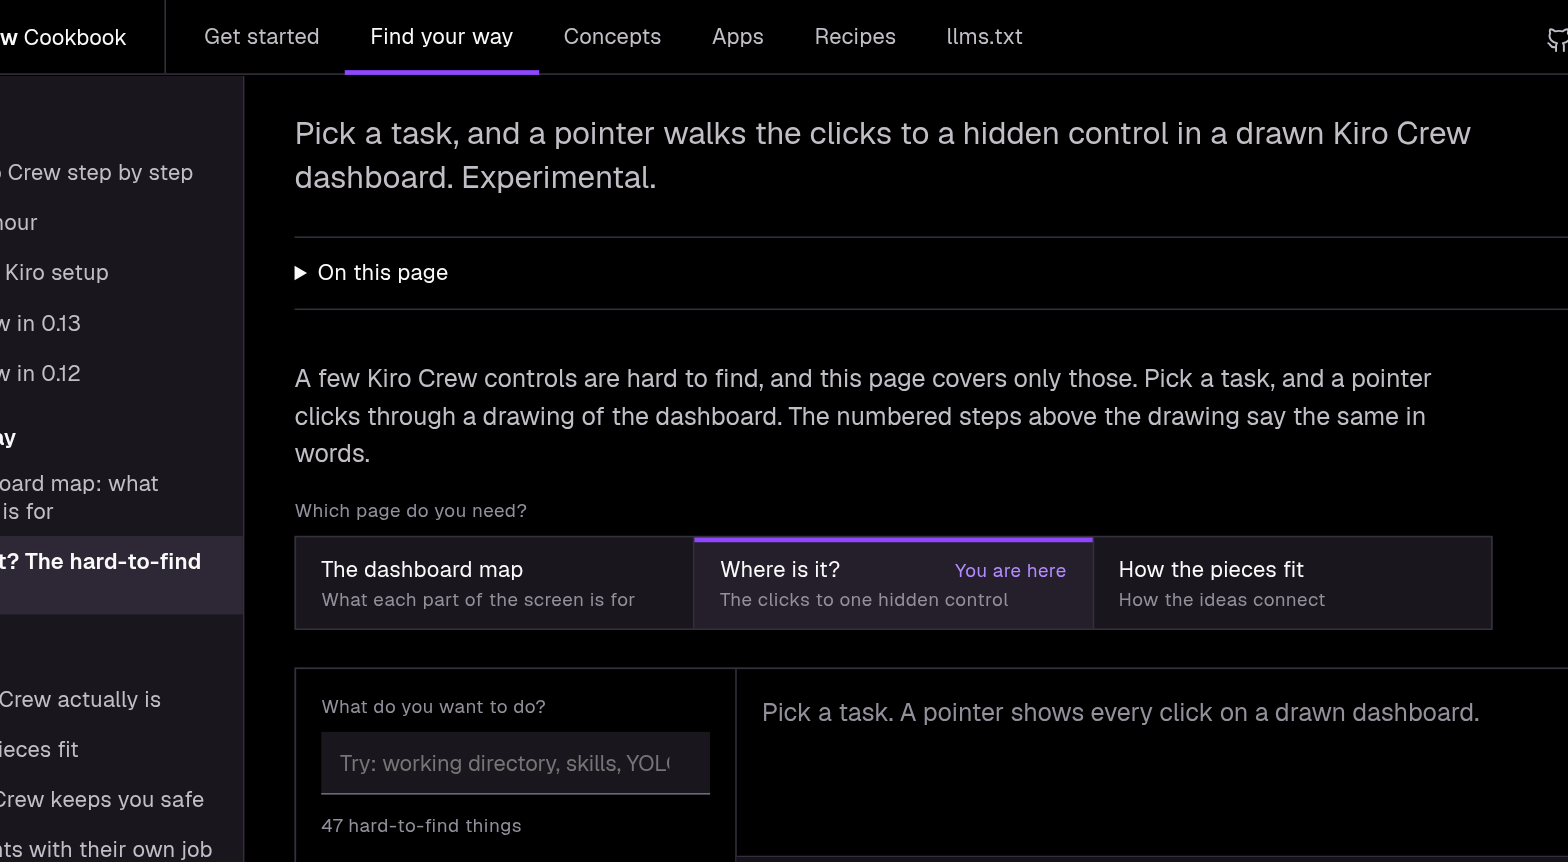 w Cookbook
Get started
Find your way
Concepts
Apps
Recipes
llms.txt
Crew step by step
Kiro setup
in 0.13
in 0.12
map: what
is for
? The hard-to-find
Crew actually is
fit
Crew keeps you safe
with their own job
Pick a task, and a pointer walks the clicks to a hidden control in a drawn Kiro Crew
dashboard. Experimental.
On this page
A few Kiro Crew controls are hard to find, and this page covers only those. Pick a task, and a pointer
clicks through a drawing of the dashboard. The numbered steps above the drawing say the same in
words.
Which page do you need?
The dashboard map
What each part of the screen is for
Where is it?
You are here
The clicks to one hidden control
How the pieces fit
How the ideas connect
What do you want to do?
Try: working directory, skills,
47 hard-to-find things
Pick a task. A pointer shows every click on a drawn dashboard.